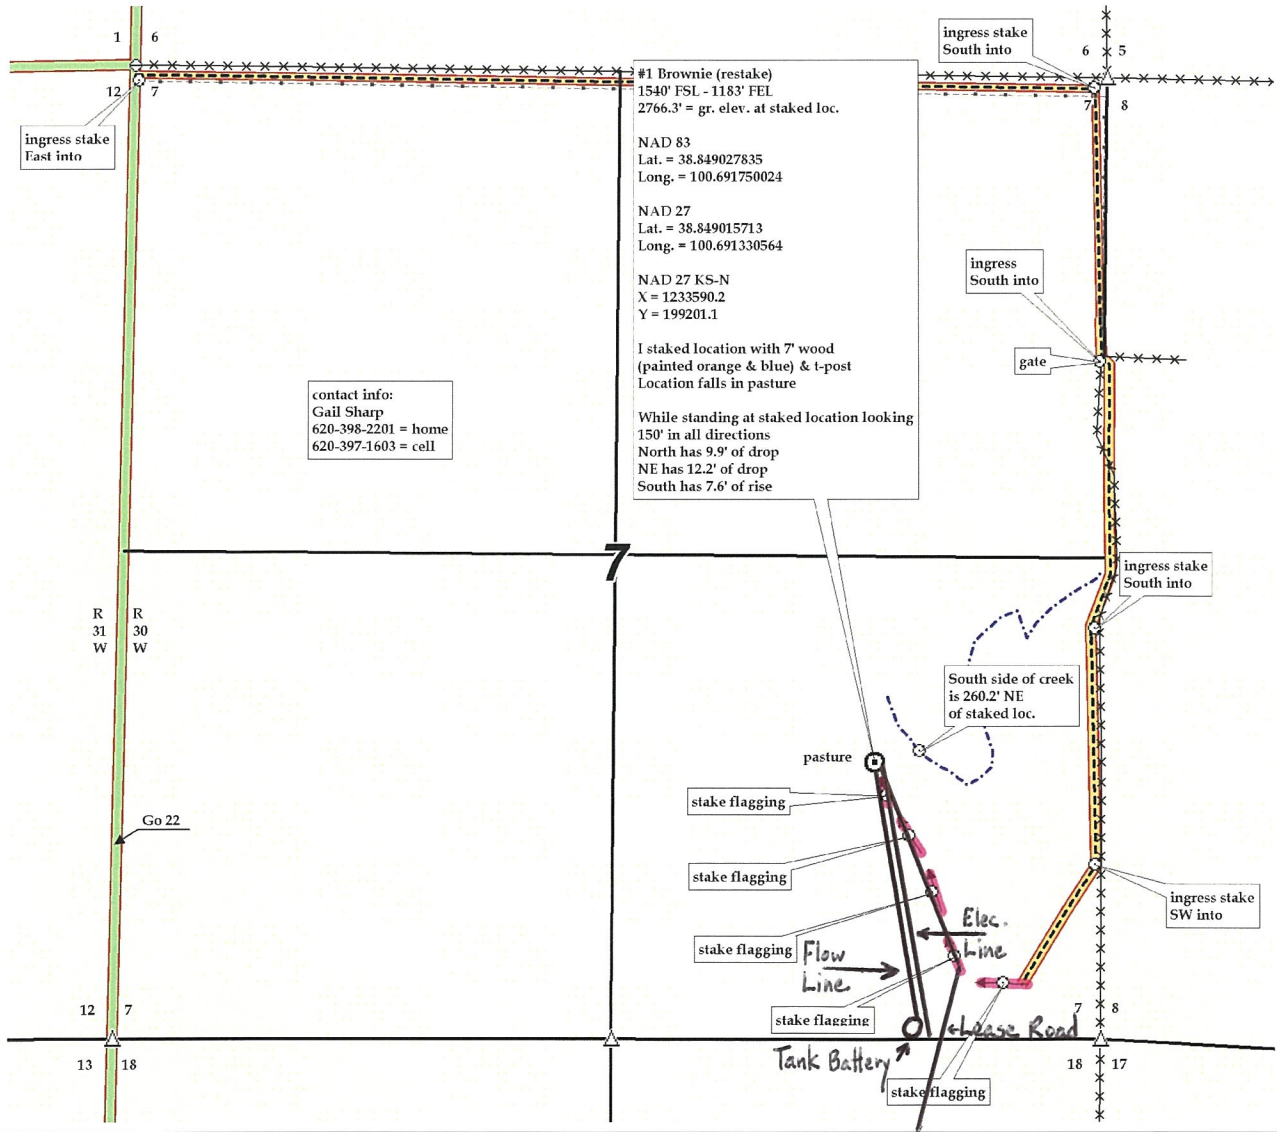 1 6
6 5
ingress stake
South into
12 7
7 8
ingress stake
East into
#1 Brownie (restake)
1540' FSL - 1183' FEL
2766.3' = gr. elev. at staked loc.
NAD 83
Lat. = 38.849027835
Long. = 100.691750024
NAD 27
Lat. = 38.849015713
Long. = 100.691330564
NAD 27 KS-N
X = 1233590.2
Y = 199201.1
I staked location with 7' wood
(painted orange & blue) & t-post
Location falls in pasture
While standing at staked location looking
150' in all directions
North has 9.9' of drop
NE has 12.2' of drop
South has 7.6' of rise
ingress
South into
gate
contact info:
Gail Sharp
620-398-2201 = home
620-397-1603 = cell
7
ingress stake
South into
R R
31 30
W W
South side of creek
is 260.2' NE
of staked loc.
pasture
stake flagging
Go 22
stake flagging
ingress stake
SW into
stake flagging
Elec.
Line
Flow
Line
stake flagging
12 7
7 8
Lease Road
Tank Battery
13 18
18 17
stake flagging